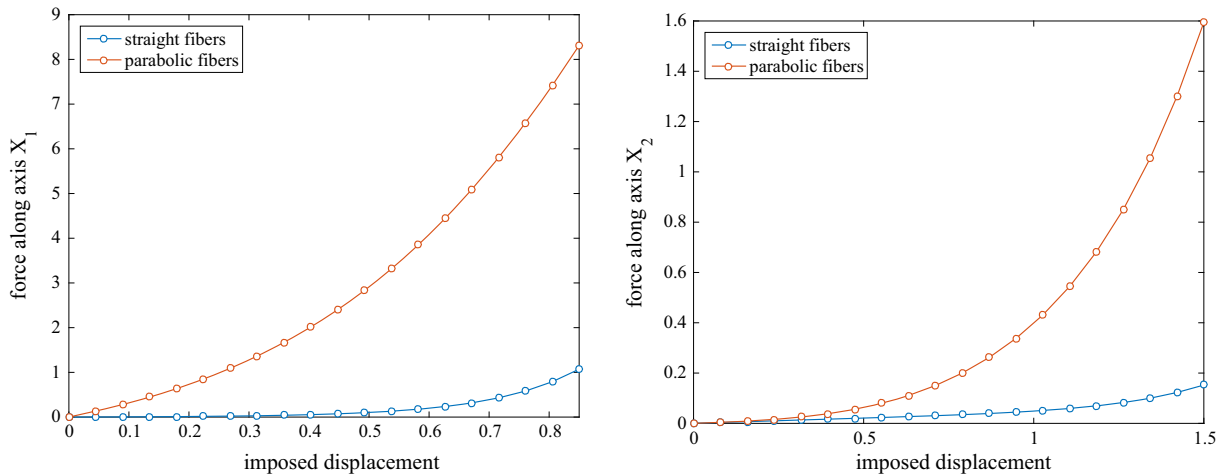 9
8
7
6
5
4
3
2
1
0
force along axis X_1
straight fibers
parabolic fibers
0 0.1 0.2 0.3 0.4 0.5 0.6 0.7 0.8
imposed displacement
1.6
1.4
1.2
1
0.8
0.6
0.4
0.2
0
force along axis X_2
straight fibers
parabolic fibers
0 0.5 1 1.5
imposed displacement